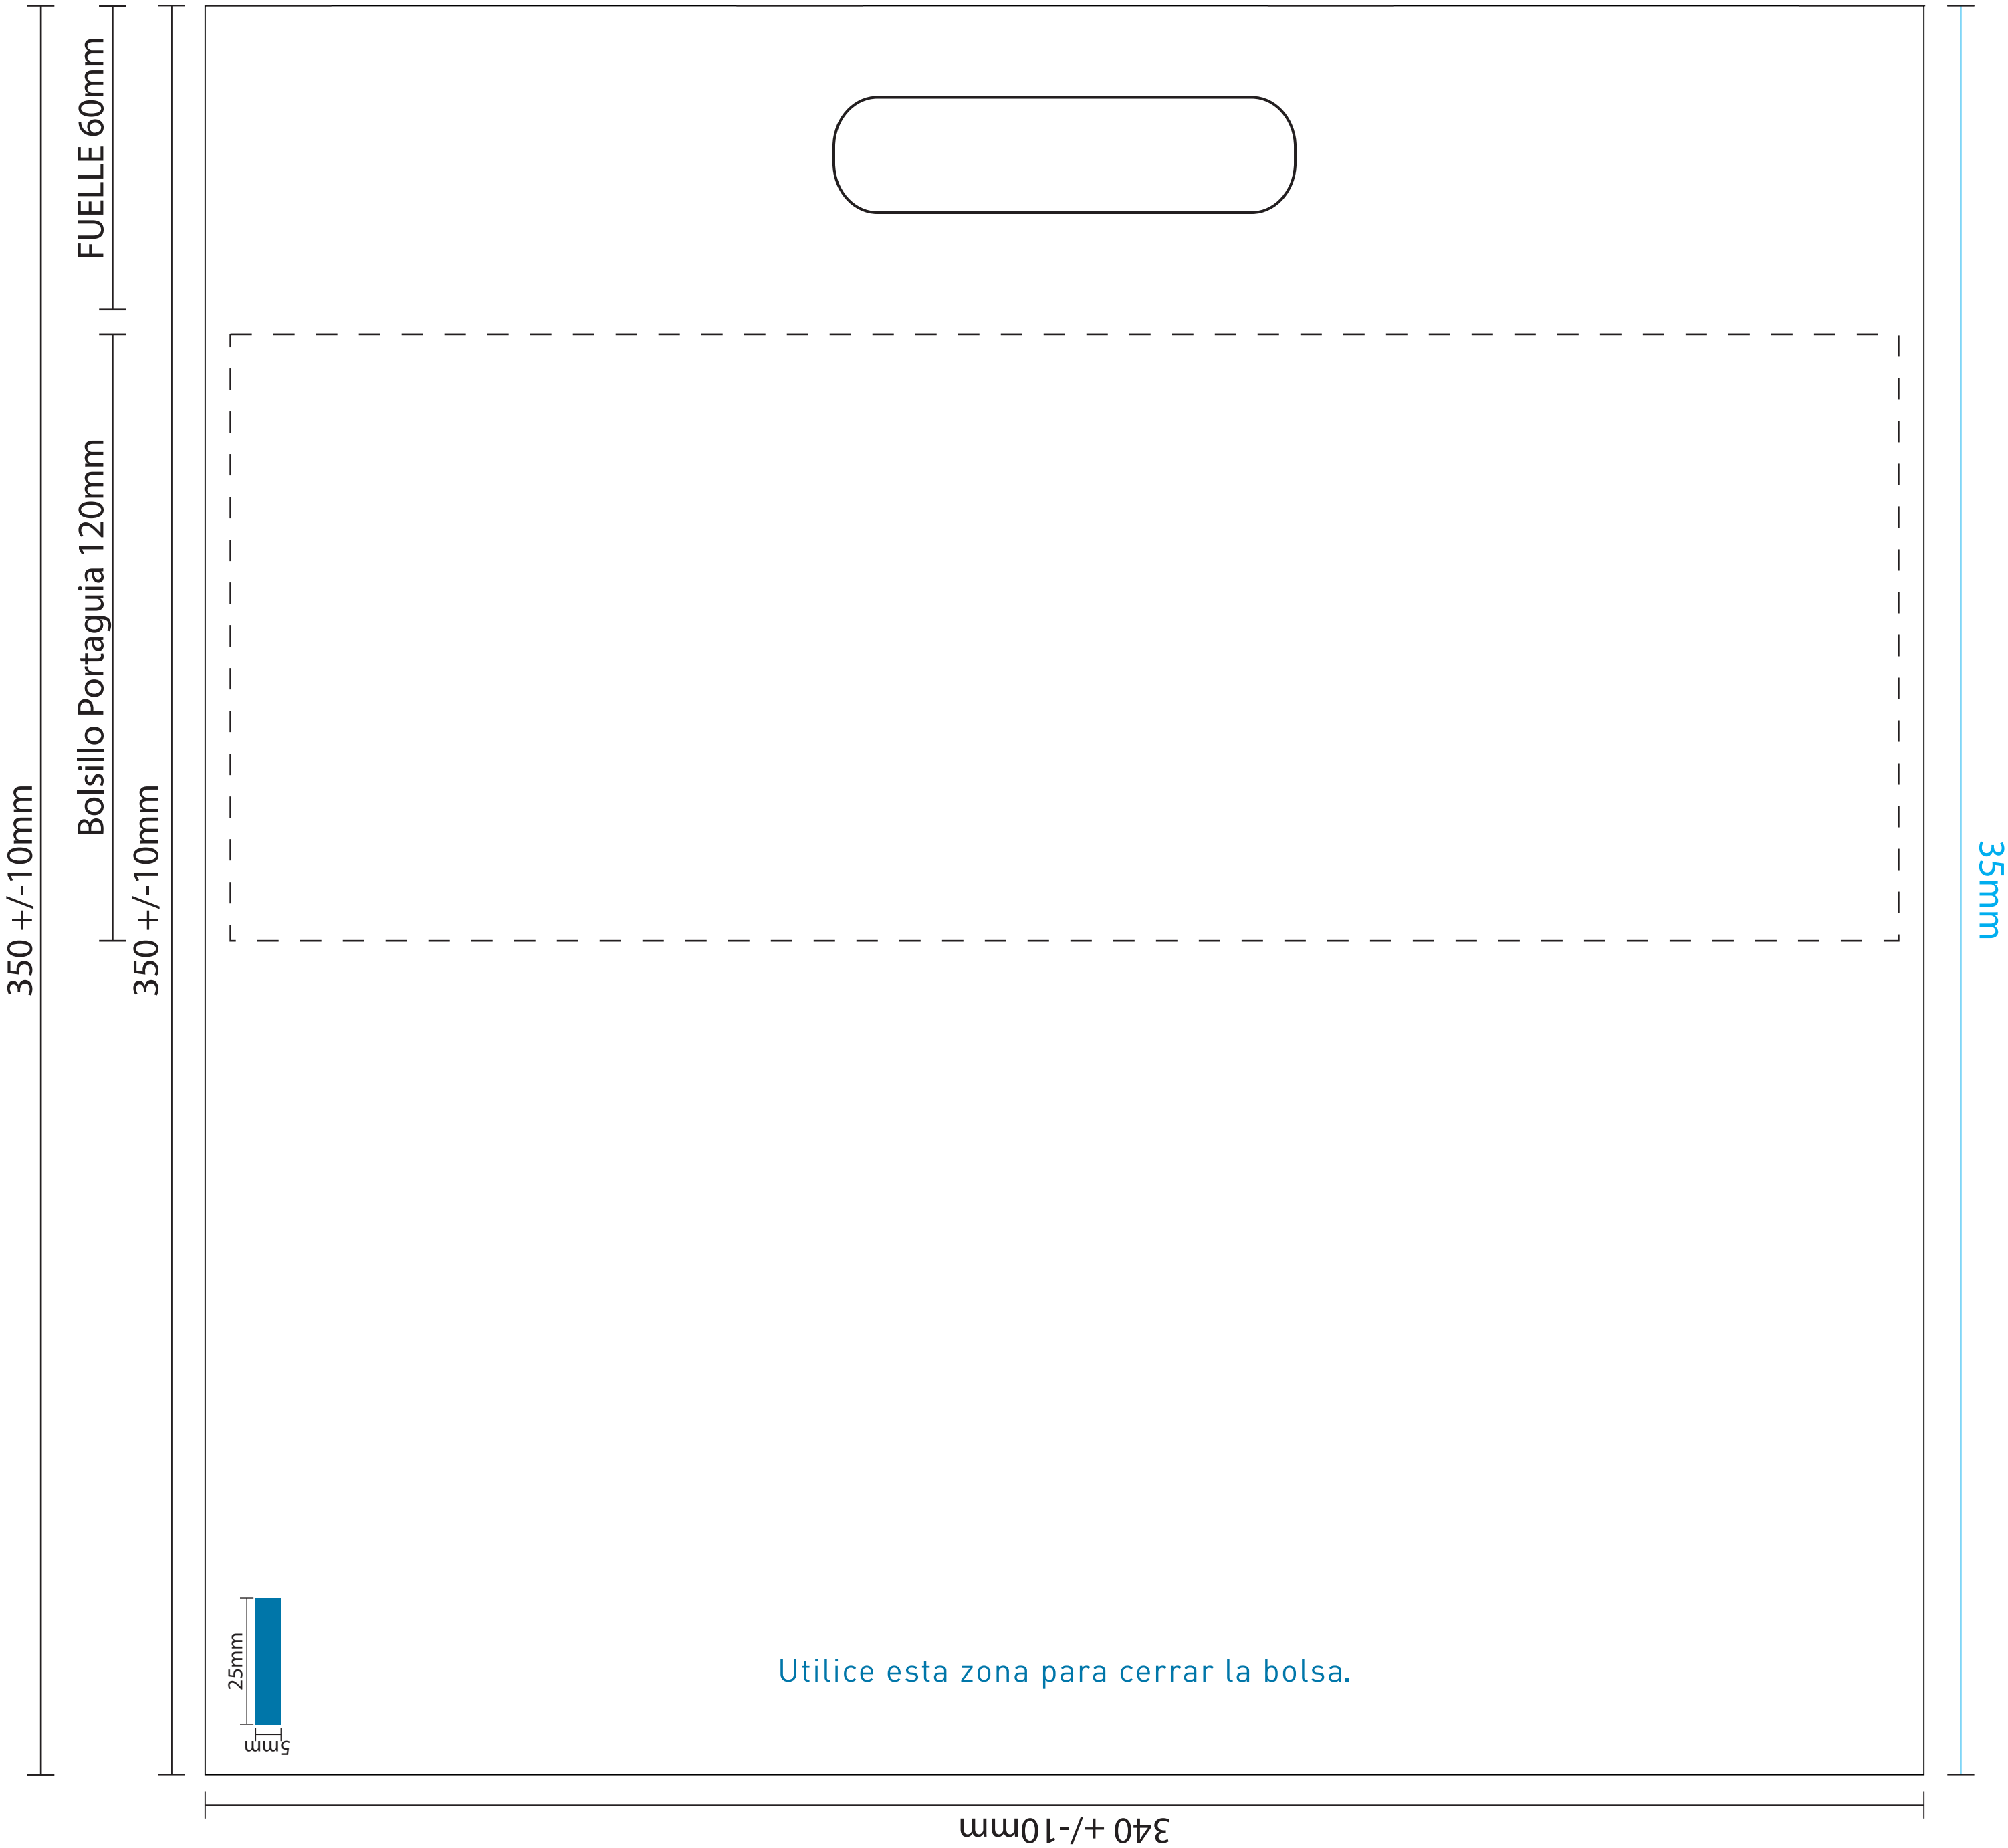 FUELLE 60mm
Bolsillo Portaguia 120mm
350 +/-10mm
350 +/-10mm
35mm
25mm
5mm
Utilice esta zona para cerrar la bolsa.
340 +/-10mm